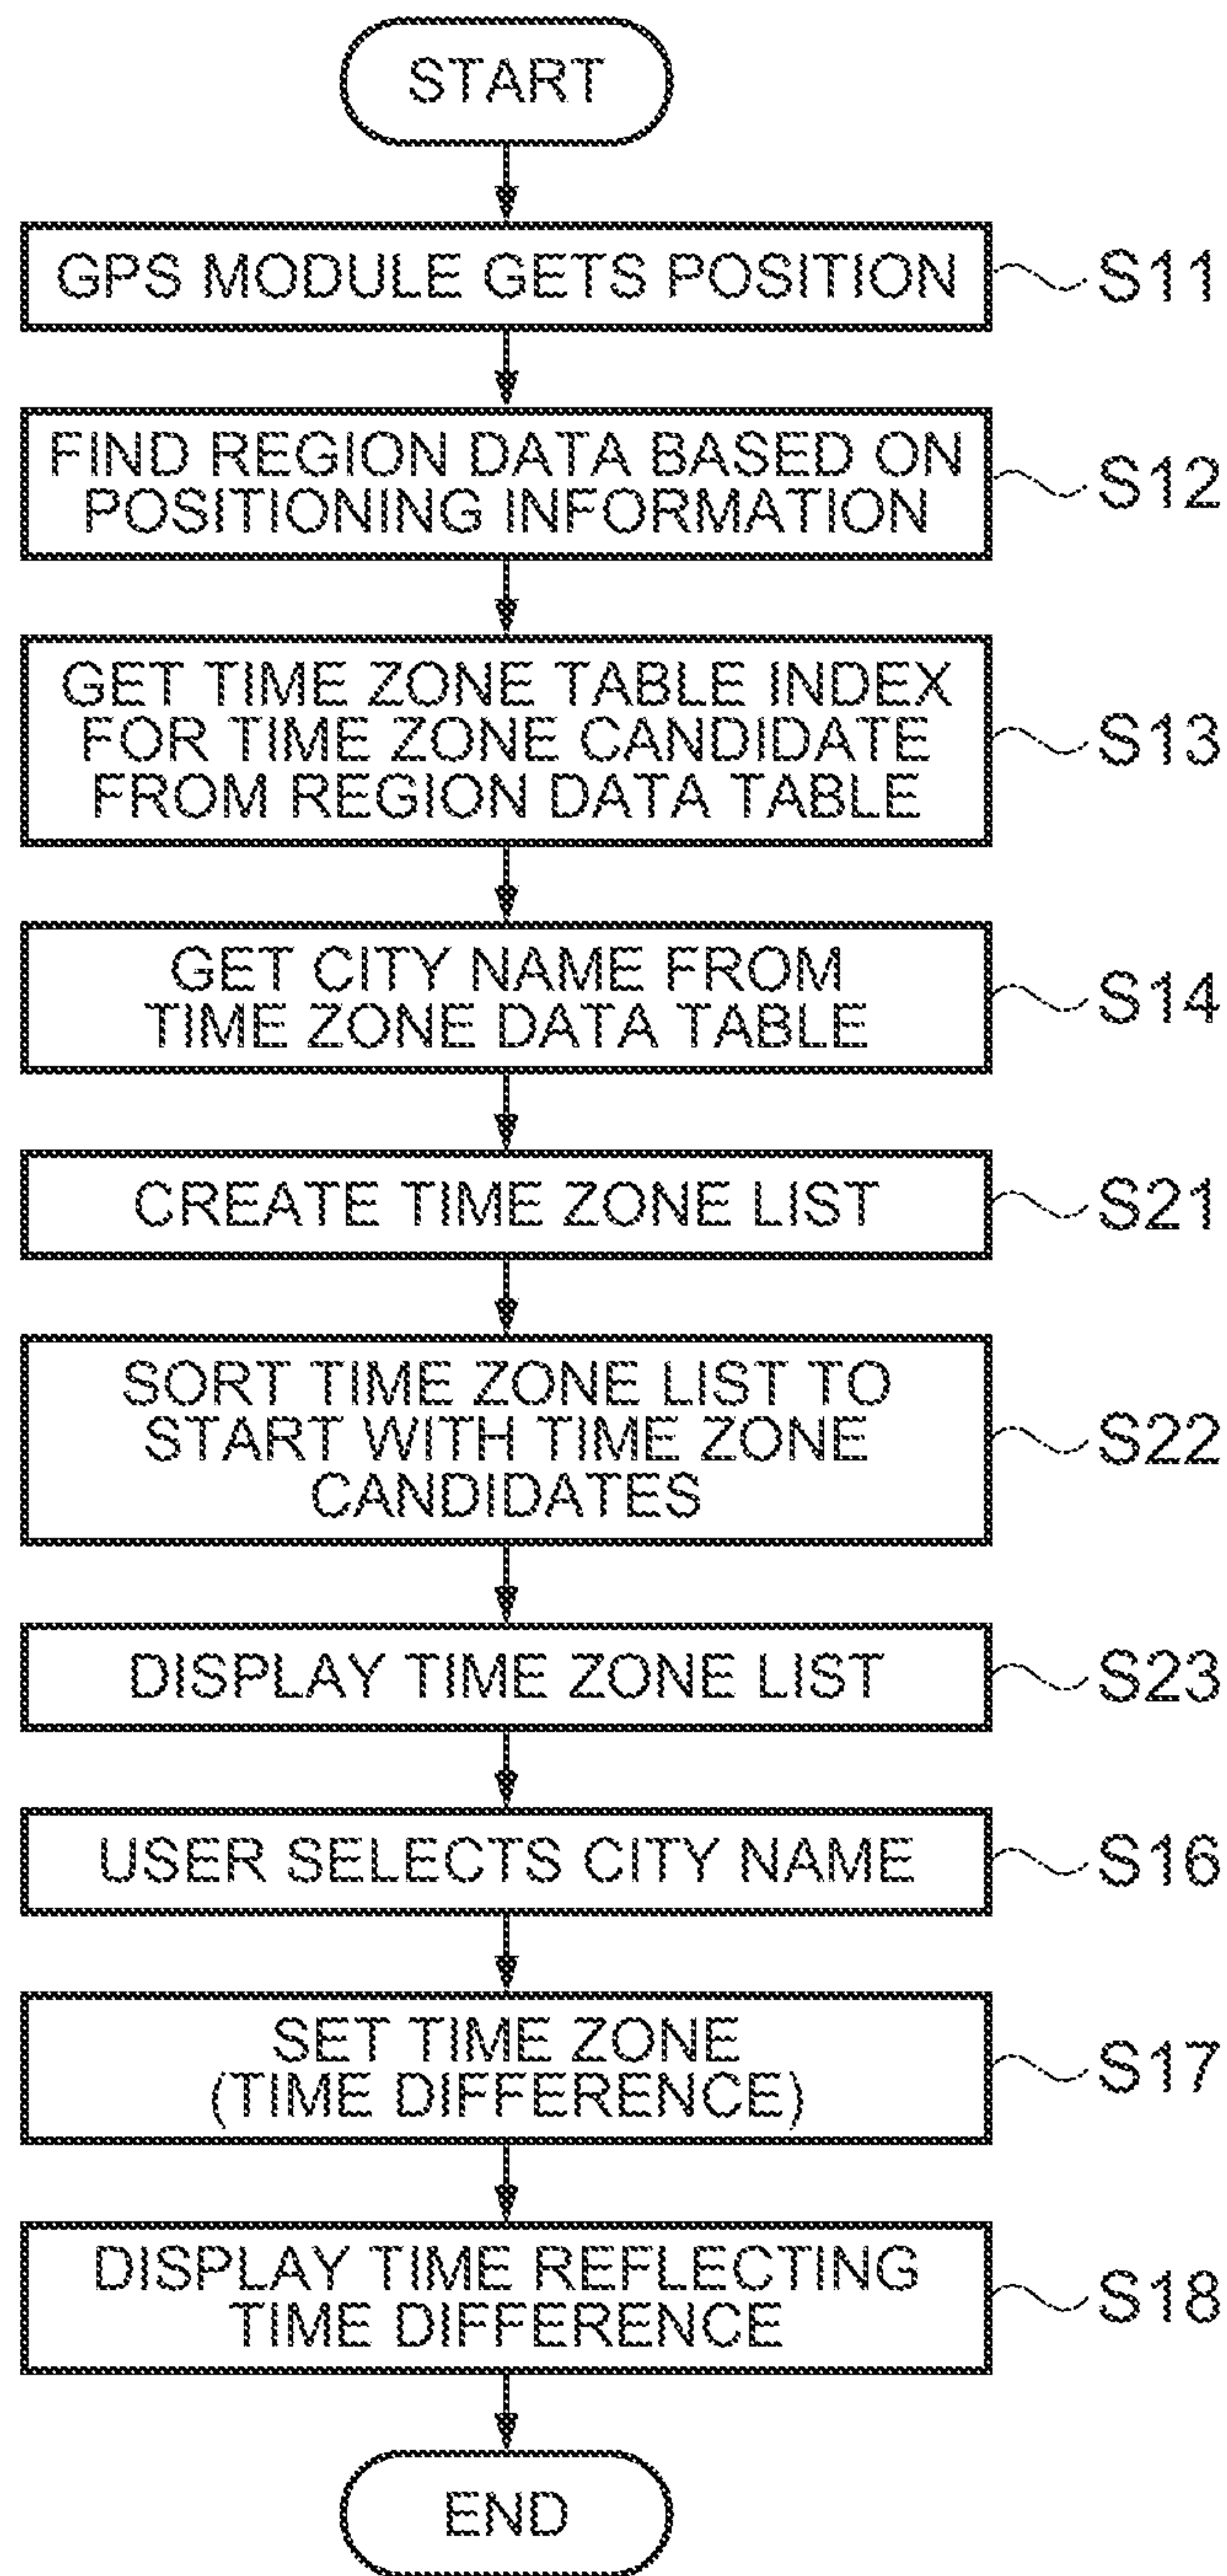 START
GPS MODULE GETS POSITION
S11
FIND REGION DATA BASED ON
POSITIONING INFORMATION
S12
GET TIME ZONE TABLE INDEX
FOR TIME ZONE CANDIDATE
FROM REGION DATA TABLE
S13
GET CITY NAME FROM
TIME ZONE DATA TABLE
S14
CREATE TIME ZONE LIST
S21
SORT TIME ZONE LIST TO
START WITH TIME ZONE
CANDIDATES
S22
DISPLAY TIME ZONE LIST
S23
USER SELECTS CITY NAME
S16
SET TIME ZONE
(TIME DIFFERENCE)
S17
DISPLAY TIME REFLECTING
TIME DIFFERENCE
S18
END